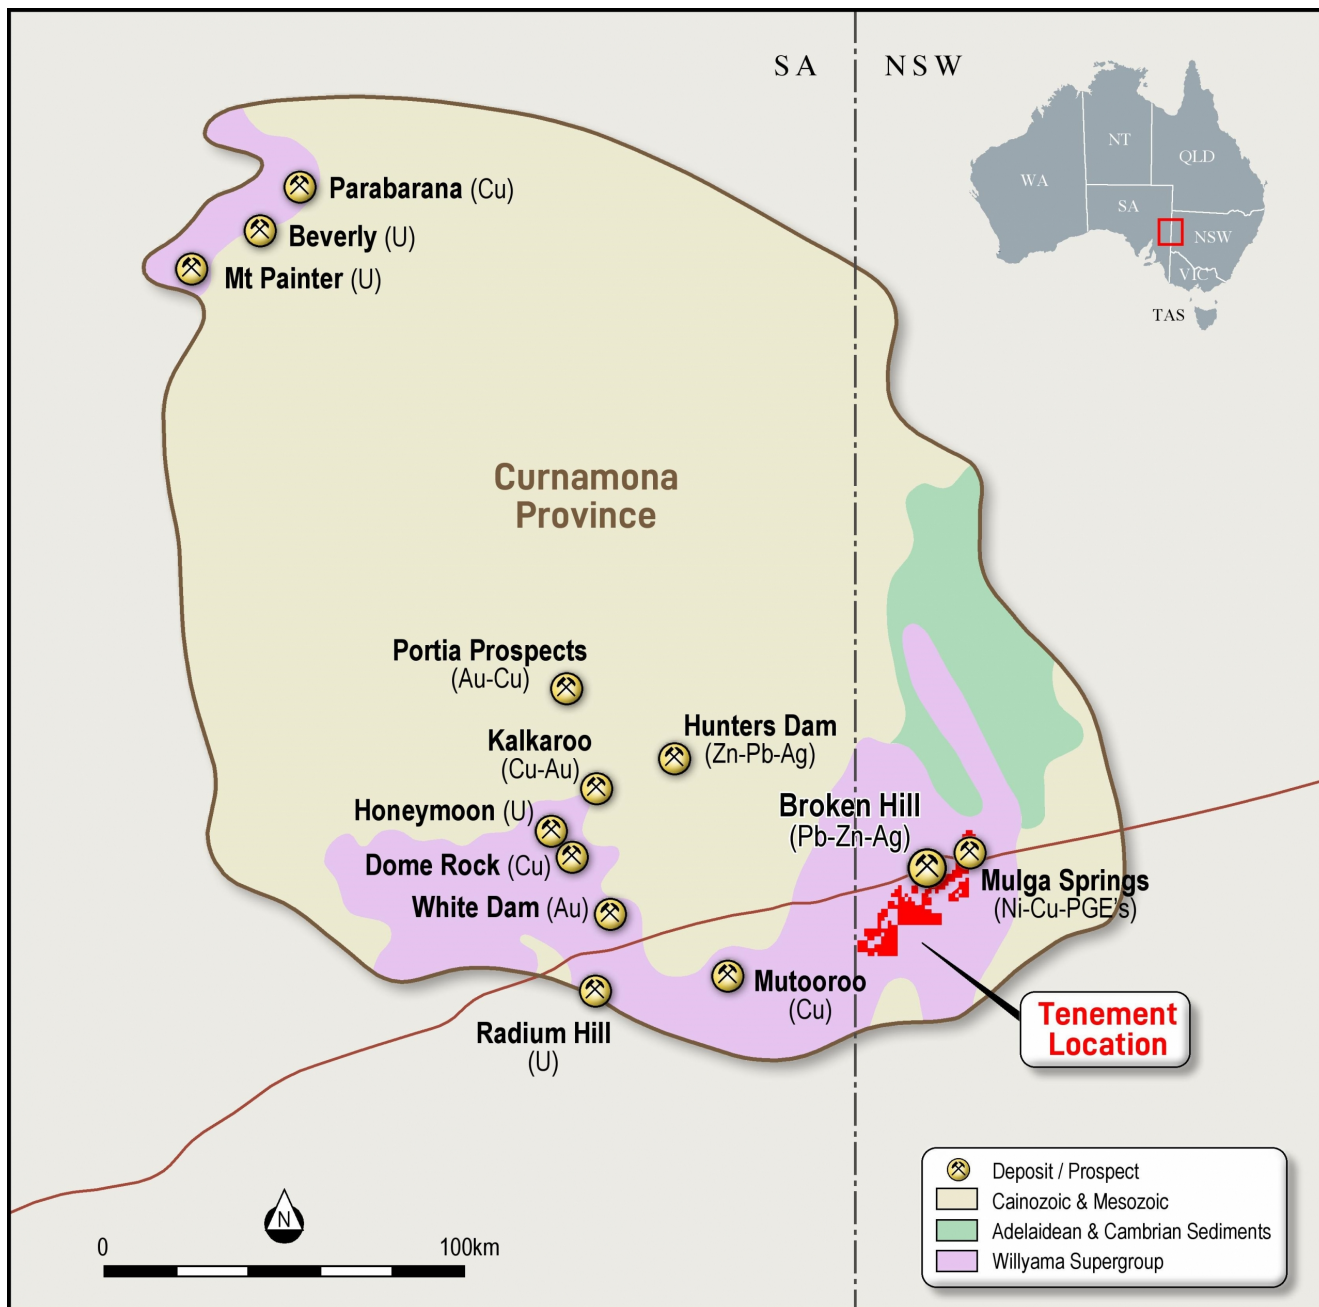 SA
NSW
WA
NT
QLD
SA
NSW
VIC
TAS
Parabarana (Cu)
Beverly (U)
Mt Painter (U)
Curnamona
Province
Portia Prospects
(Au-Cu)
Hunters Dam
(Zn-Pb-Ag)
Kalkaroo
(Cu-Au)
Honeymoon (U)
Broken Hill
(Pb-Zn-Ag)
Dome Rock (Cu)
Mulga Springs
(Ni-Cu-PGE's)
White Dam (Au)
Mutooroo
(Cu)
Radium Hill
(U)
Tenement
Location
N
0
100km
Deposit / Prospect
Cainozoic & Mesozoic
Adelaidean & Cambrian Sediments
Willyama Supergroup